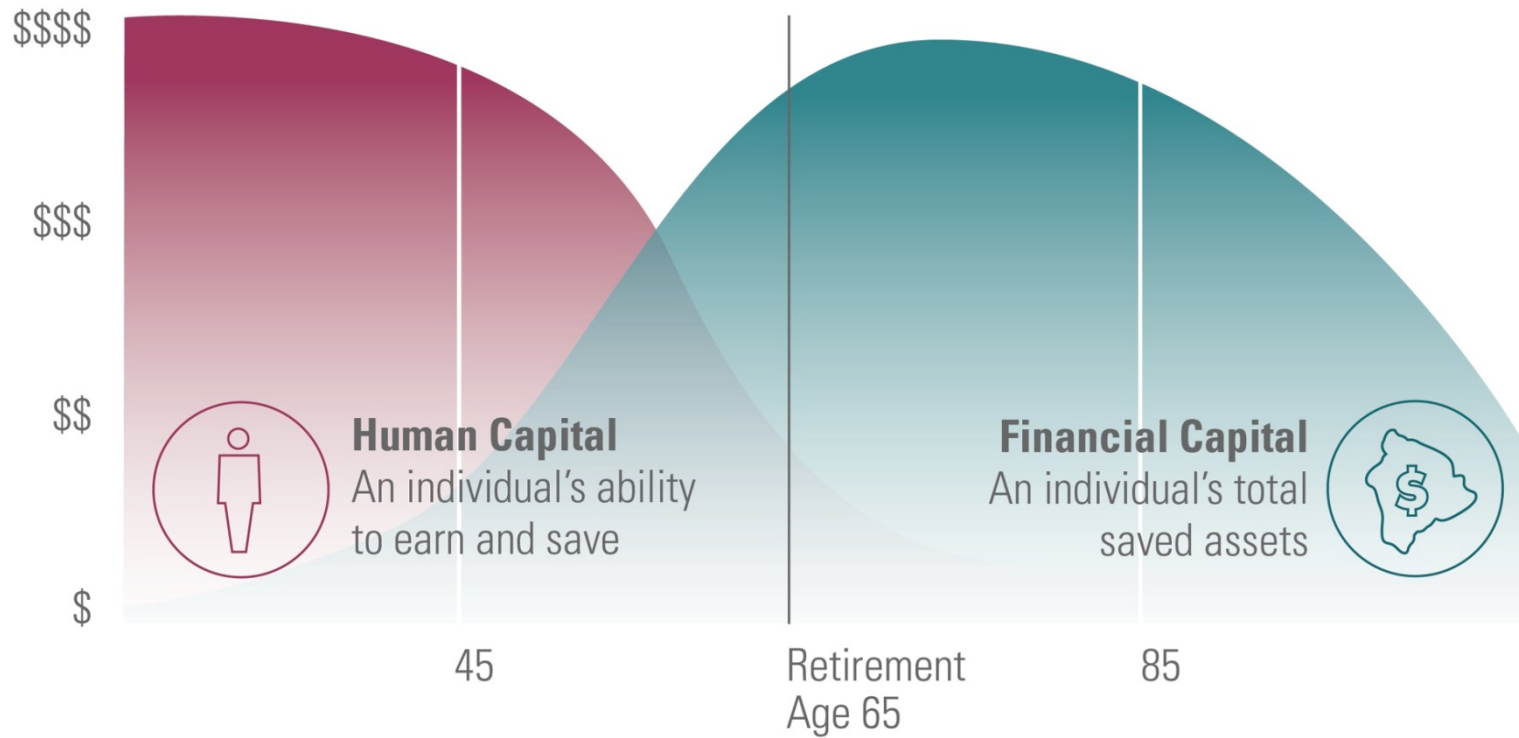 $$$$
$$$
$$
$
Human Capital
An individual’s ability
to earn and save
Financial Capital
An individual’s total
saved assets
$
45
Retirement
Age 65
85